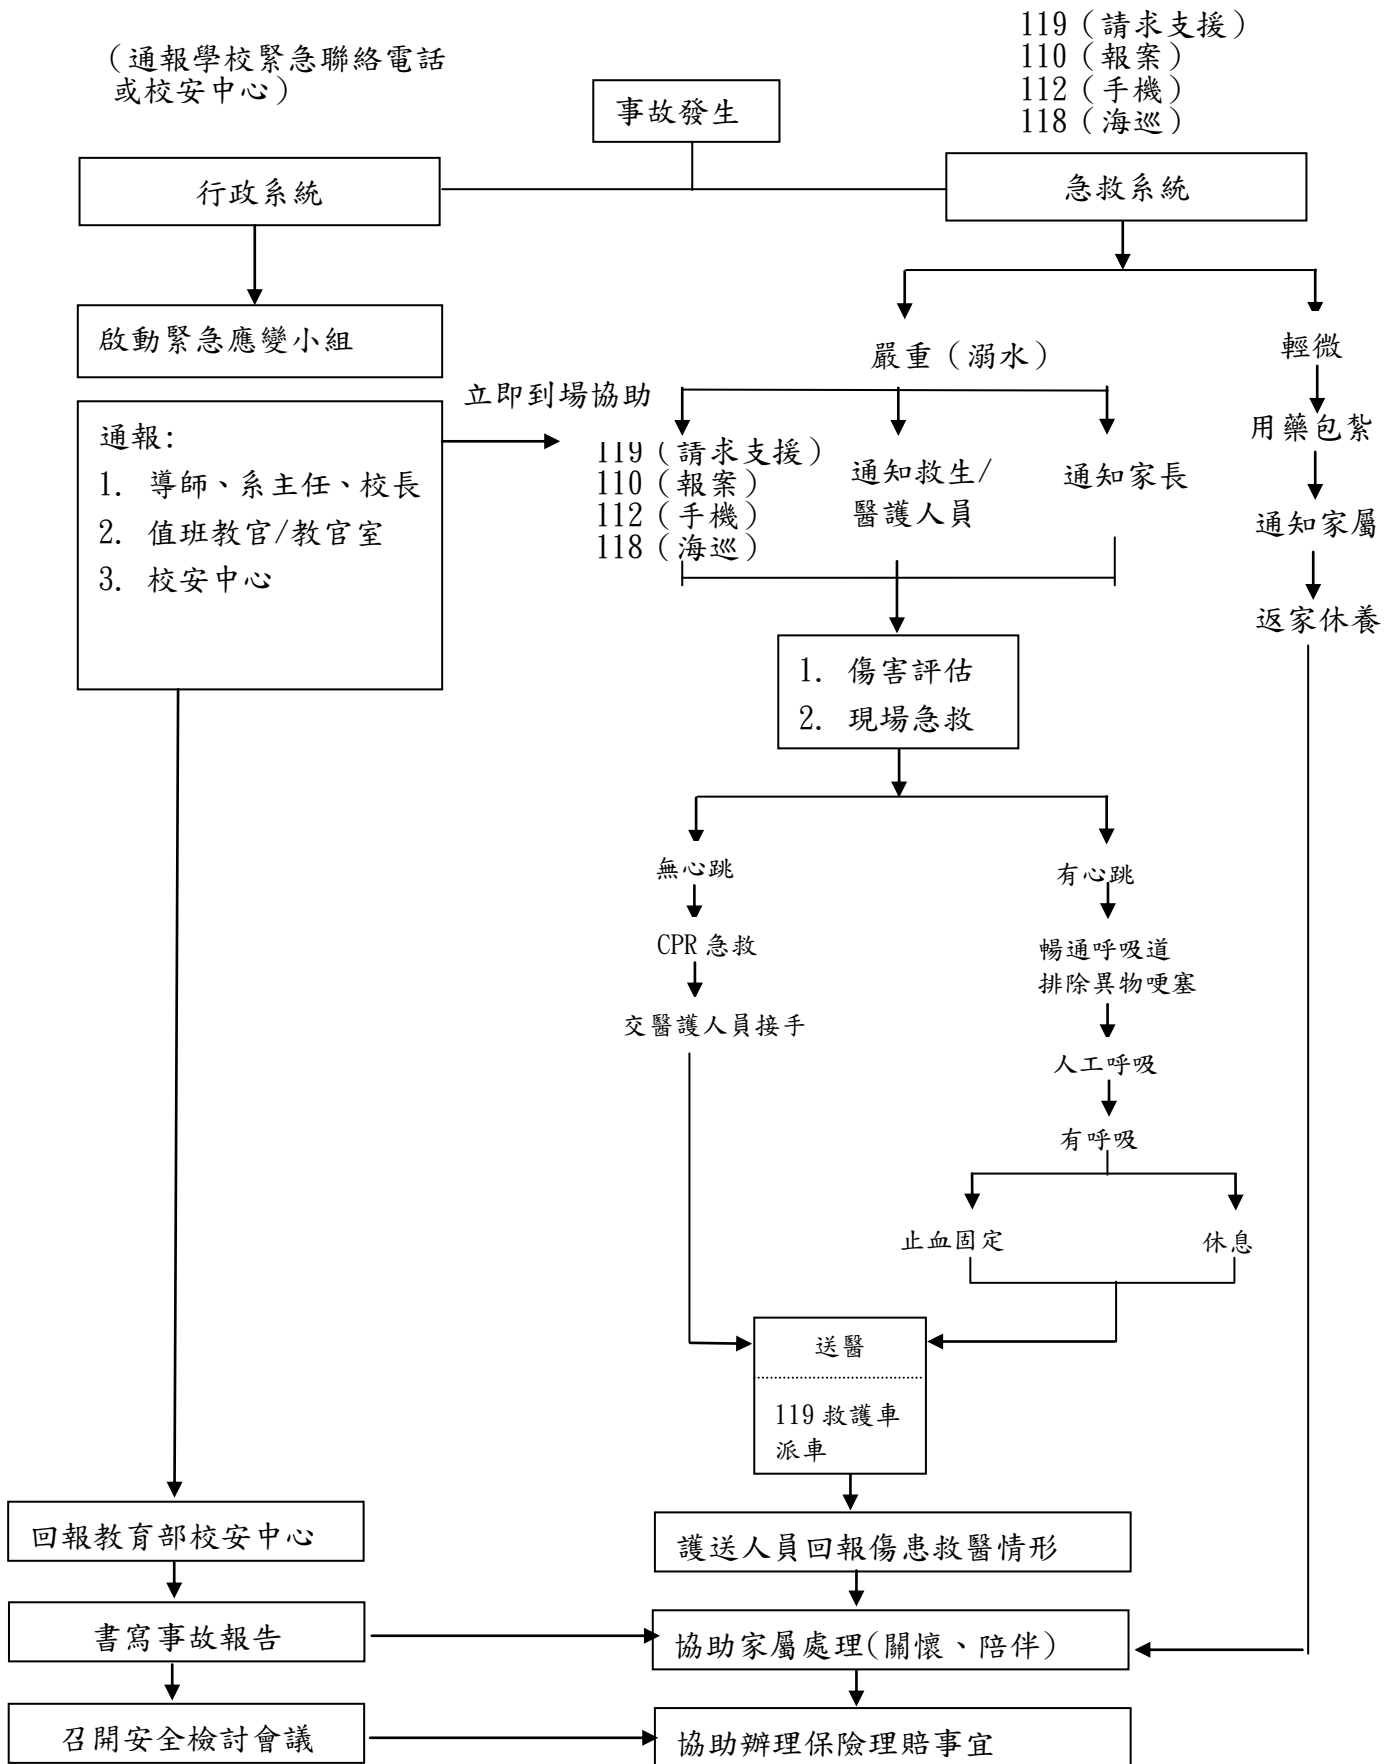 119（請求支援）
110（報案）
112（手機）
118（海巡）
（通報學校緊急聯絡電話
或校安中心）
事故發生
行政系統
急救系統
啟動緊急應變小組
嚴重（溺水）
輕微
立即到場協助
通報:
1. 導師、系主任、校長
2. 值班教官/教官室
3. 校安中心
119（請求支援）
110（報案）
112（手機）
118（海巡）
通知救生/
醫護人員
通知家長
用藥包紮
通知家屬
返家休養
1. 傷害評估
2. 現場急救
無心跳
有心跳
CPR 急救
暢通呼吸道
排除異物哽塞
交醫護人員接手
人工呼吸
有呼吸
止血固定
休息
送醫
119 救護車
派車
回報教育部校安中心
護送人員回報傷患救醫情形
書寫事故報告
協助家屬處理(關懷、陪伴)
召開安全檢討會議
協助辦理保險理賠事宜